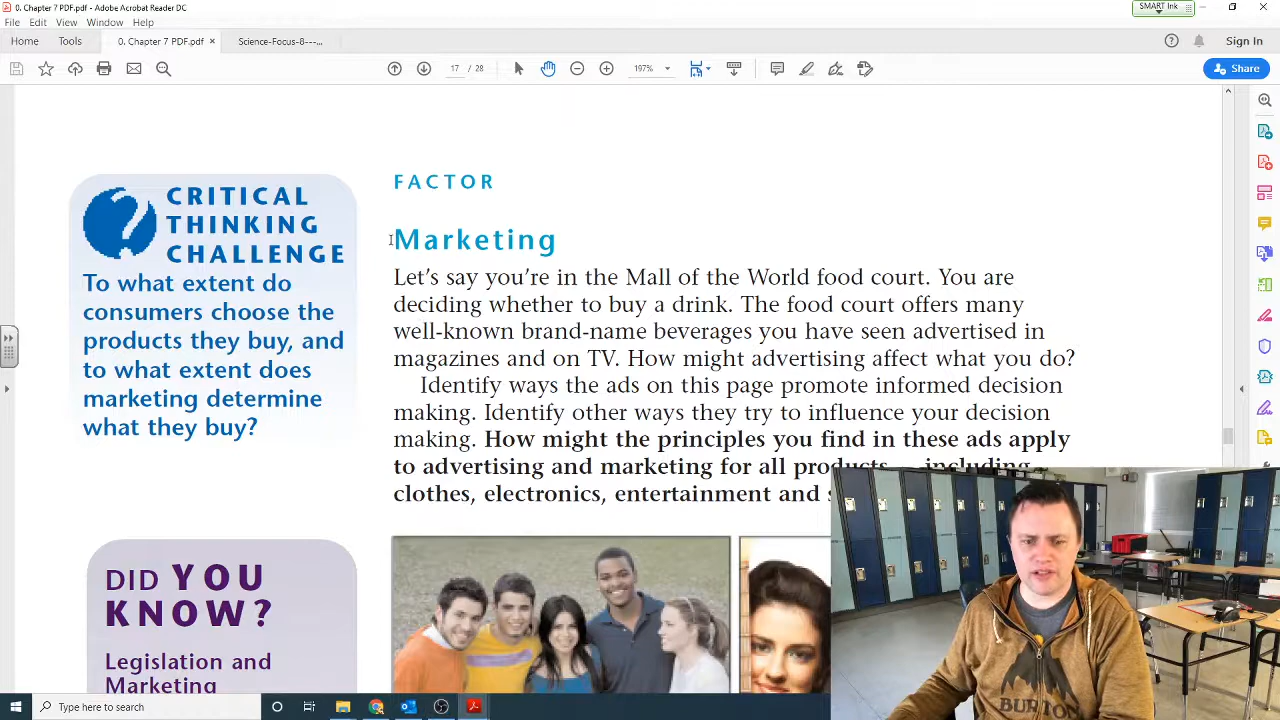 0. Chapter 7 PDF.pdf - Adobe Acrobat Reader DC
SMART Ink
File Edit View Window Help
Home Tools 0. Chapter 7 PDF.pdf × Science-Focus-8---...
Sign In
17 / 28
197%
Share
CRITICAL
THINKING
CHALLENGE
To what extent do
consumers choose the
products they buy, and
to what extent does
marketing determine
what they buy?
DID YOU
KNOW?
Legislation and
Marketing
FACTOR
Marketing
Let's say you're in the Mall of the World food court. You are
deciding whether to buy a drink. The food court offers many
well-known brand-name beverages you have seen advertised in
magazines and on TV. How might advertising affect what you do?
Identify ways the ads on this page promote informed decision
making. Identify other ways they try to influence your decision
making. How might the principles you find in these ads apply
to advertising and marketing for all products — including
clothes, electronics, entertainment and
BURTON
Type here to search